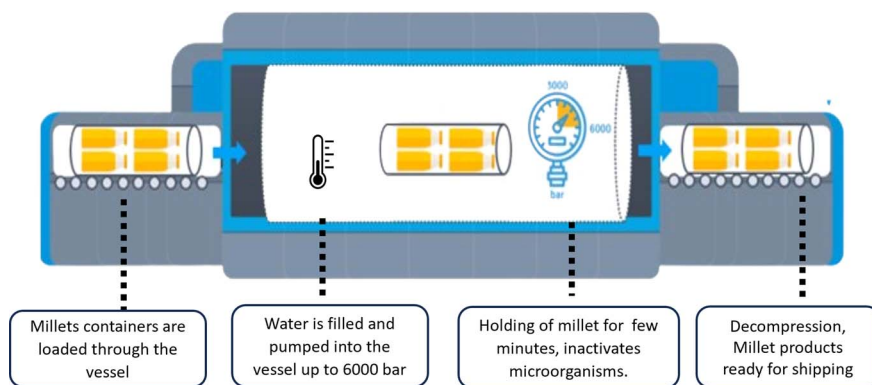 3000
6000
bar
Millets containers are
loaded through the
vessel
Water is filled and
pumped into the
vessel up to 6000 bar
Holding of millet for few
minutes, inactivates
microorganisms.
Decompression,
Millet products
ready for shipping